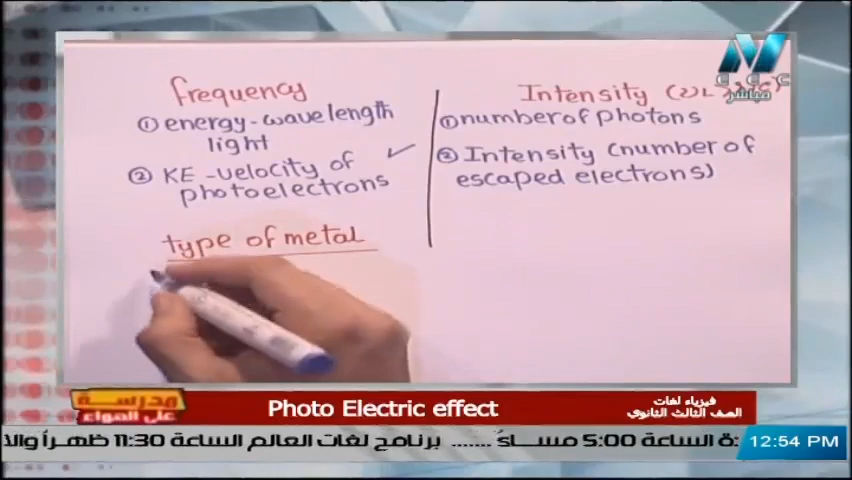 frequency
① energy - wavelength
light
② KE - velocity of
photoelectrons
type of metal
Intensity
① number of photons
② Intensity (number of
escaped electrons)
مباشر
مدرسة
على الهواء
Photo Electric effect
فيزياء لغات
الصف الثالث الثانوي
ة الساعة 5:00 مساءً ....... برنامج لغات العالم الساعة 11:30 ظهراً والا
12:54 PM